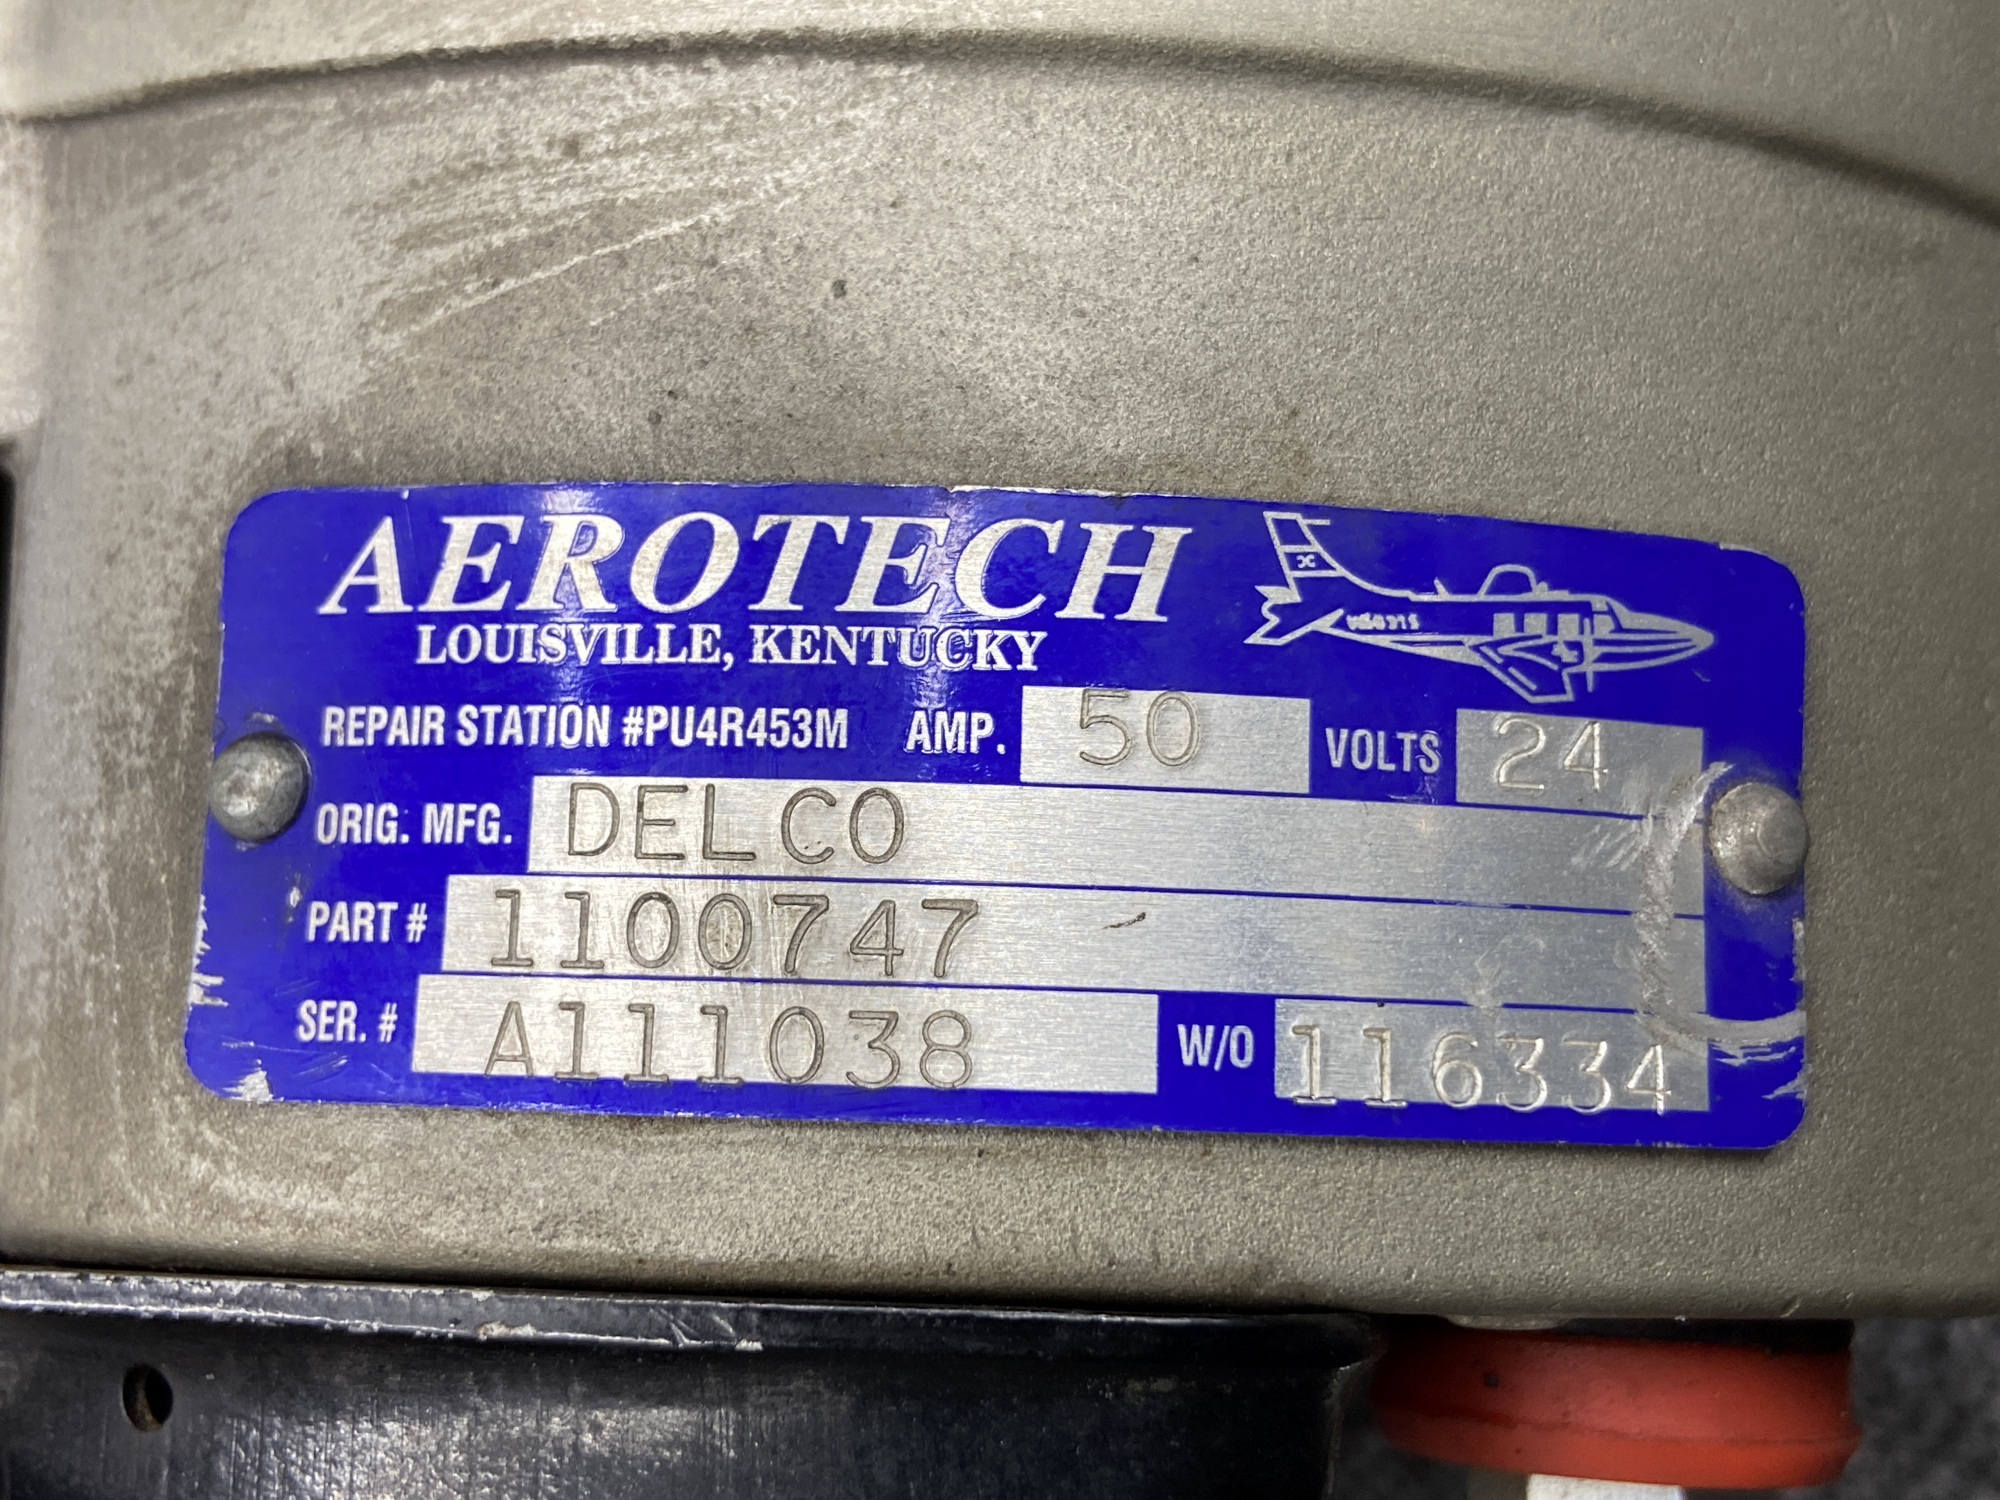 AEROTECH
LOUISVILLE, KENTUCKY
REPAIR STATION #PU4R453M AMP. 50 VOLTS 24
ORIG. MFG. DELCO
PART # 1100747
SER. # A111038 W/O 116334